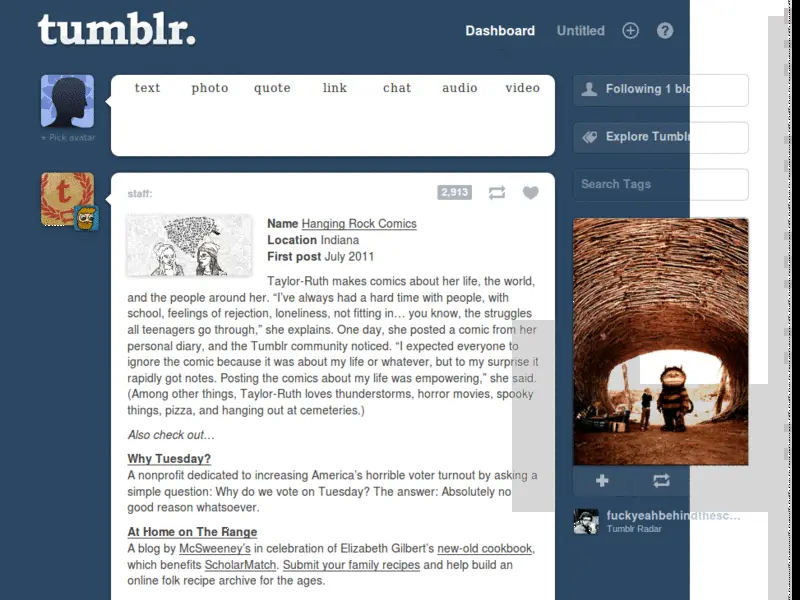 tumblr.
Dashboard Untitled
text photo quote link chat audio video
+ Pick avatar
Following 1 blo
Explore Tumblr
Search Tags
staff: 2,913
Name Hanging Rock Comics
Location Indiana
First post July 2011
Taylor-Ruth makes comics about her life, the world,
and the people around her. “I’ve always had a hard time with people, with
school, feelings of rejection, loneliness, not fitting in… you know, the struggles
all teenagers go through,” she explains. One day, she posted a comic from her
personal diary, and the Tumblr community noticed. “I expected everyone to
ignore the comic because it was about my life or whatever, but to my surprise it
rapidly got notes. Posting the comics about my life was empowering,” she said.
(Among other things, Taylor-Ruth loves thunderstorms, horror movies, spooky
things, pizza, and hanging out at cemeteries.)
Also check out…
Why Tuesday?
A nonprofit dedicated to increasing America’s horrible voter turnout by asking a
simple question: Why do we vote on Tuesday? The answer: Absolutely no
good reason whatsoever.
At Home on The Range
A blog by McSweeney’s in celebration of Elizabeth Gilbert’s new-old cookbook,
which benefits ScholarMatch. Submit your family recipes and help build an
online folk recipe archive for the ages.
fuckyeahbehindthesc…
Tumblr Radar